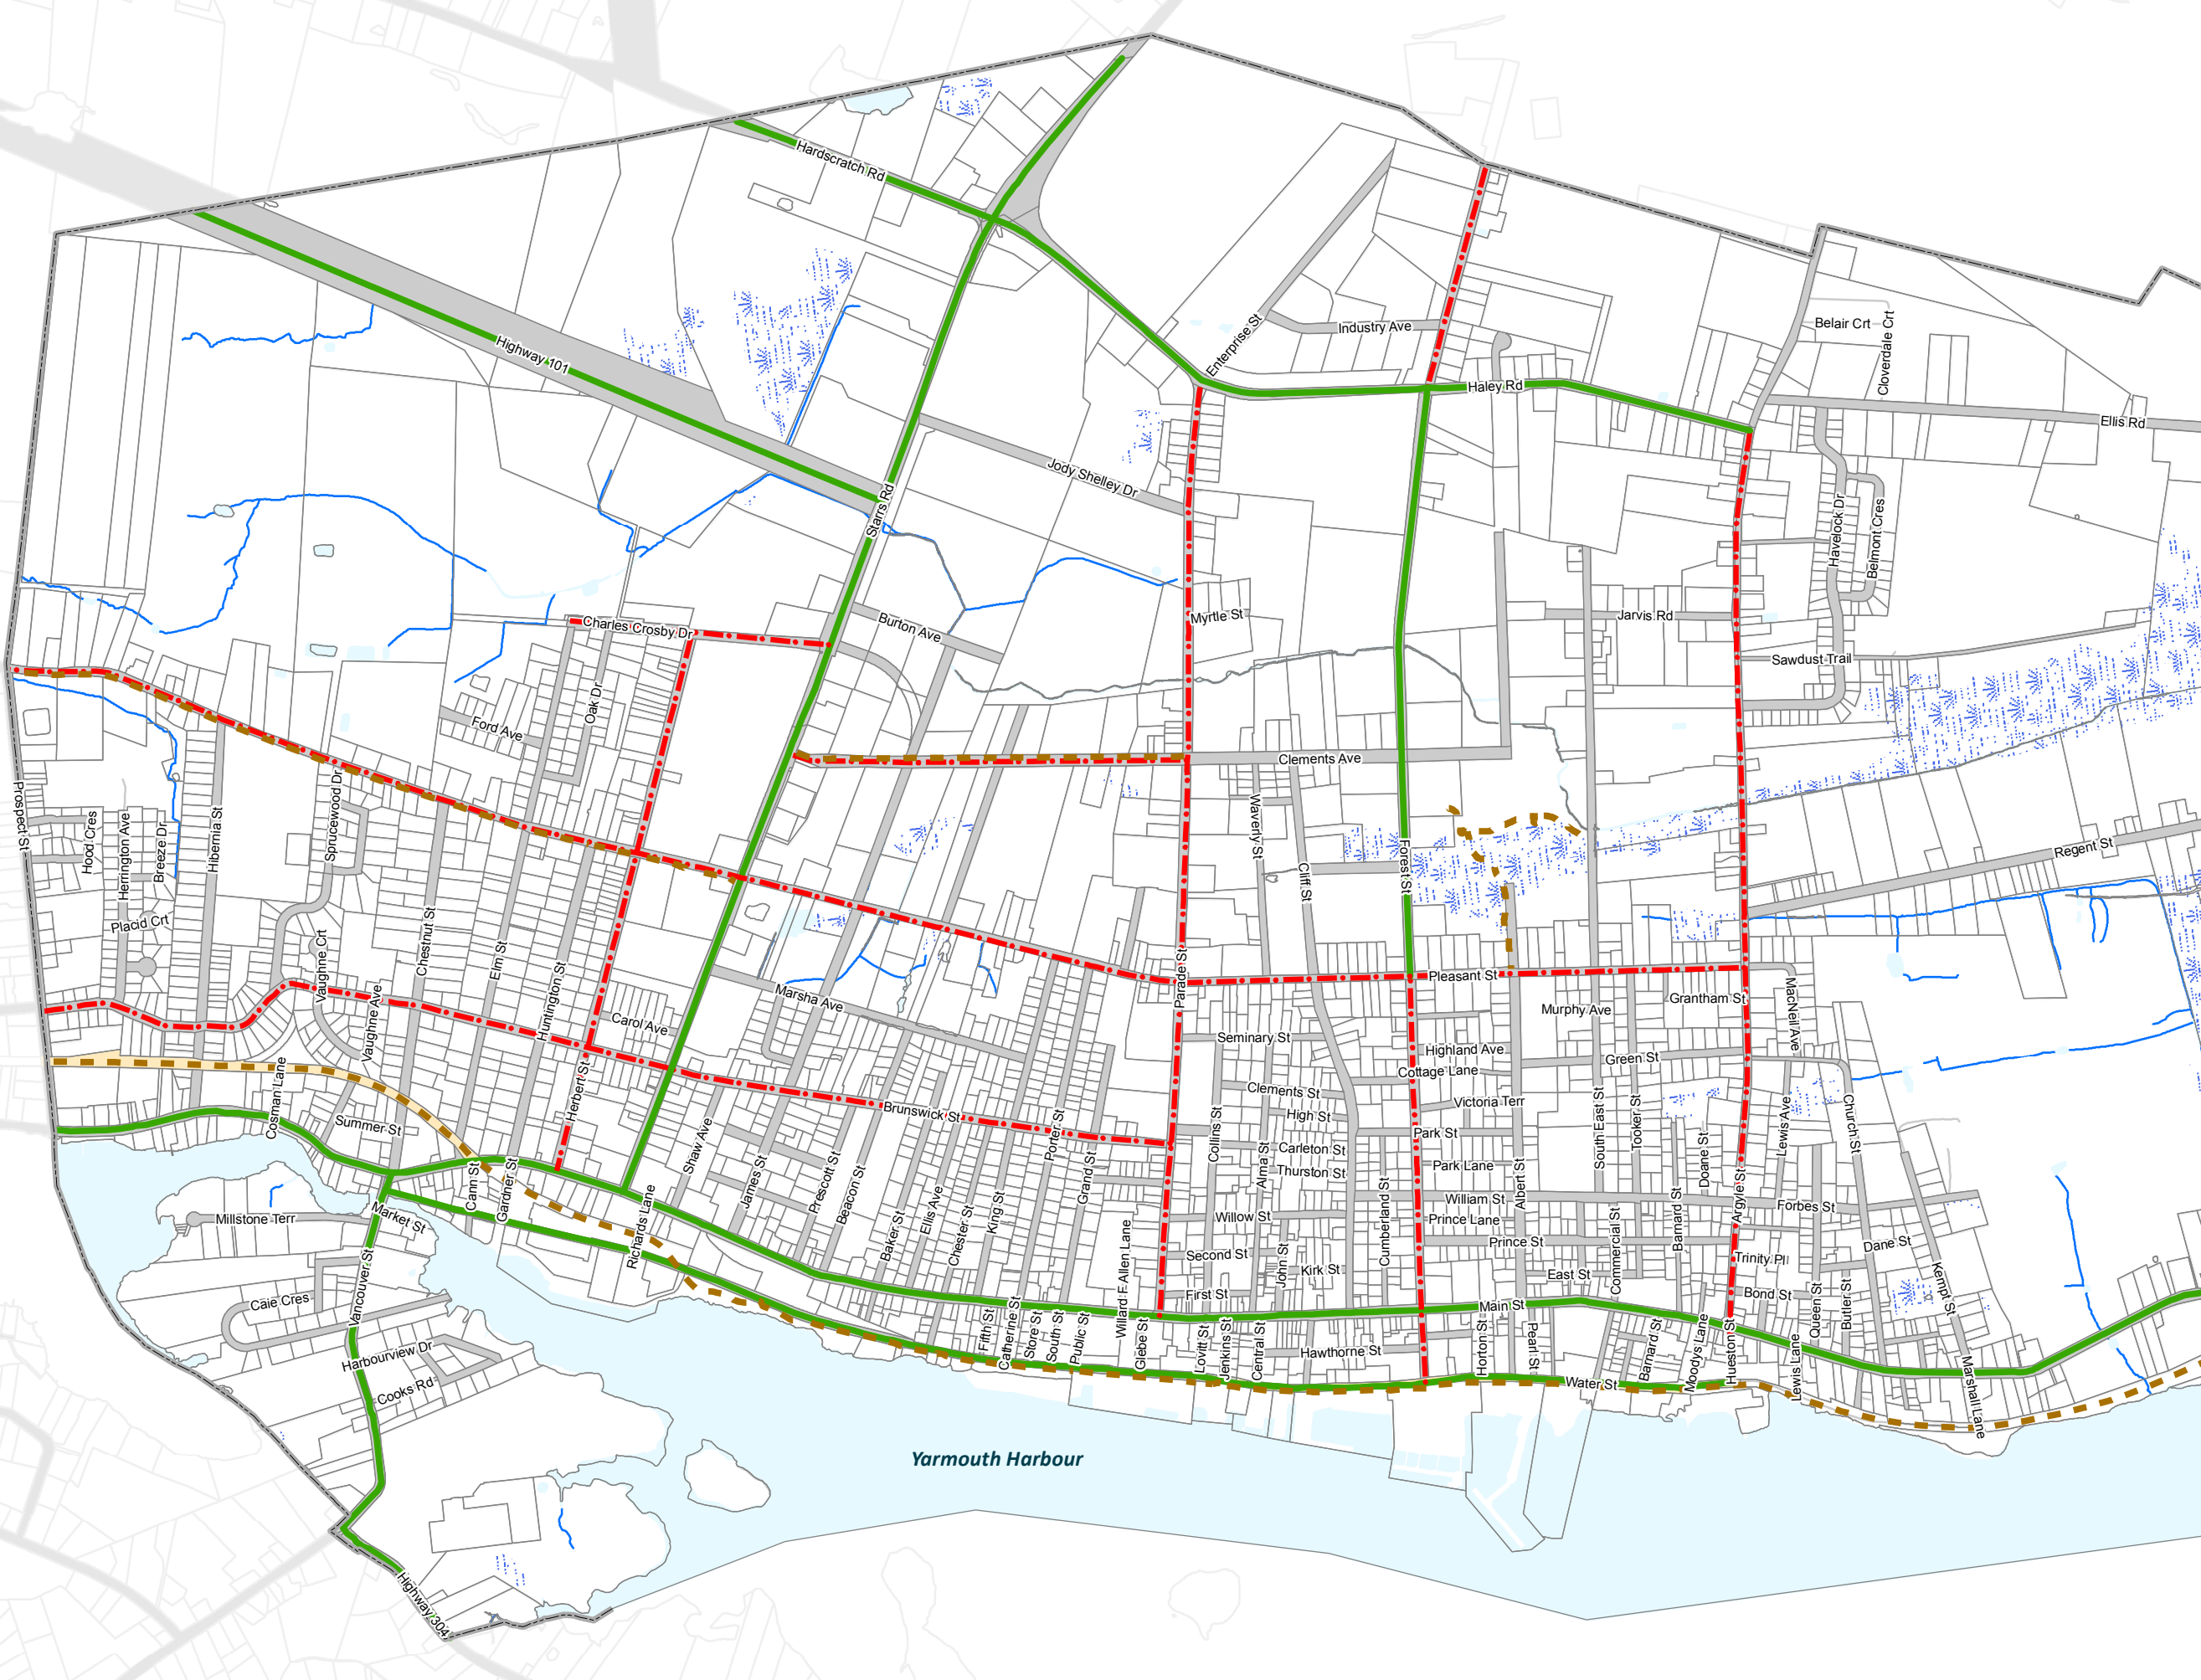 Hardscratch Rd
Highway 101
Enterprise St
Industry Ave
Belair Crt
Cloverdale Crt
Haley Rd
Ellis Rd
Starrs Rd
Jody Shelley Dr
Havelock Dr
Belmont Cres
Charles Crosby Dr
Burton Ave
Myrtle St
Jarvis Rd
Sawdust Trail
Oak Dr
Ford Ave
Clements Ave
Prospect St
Hood Cres
Herrington Ave
Breeze Dr
Hibernia St
Sprucewood Dr
Waverly St
Cliff St
Forest St
Regent St
Placid Crt
Vaughne Crt
Chestnut St
Elm St
Huntington St
Marsha Ave
Parade St
Pleasant St
Murphy Ave
Grantham St
MacNeil Ave
Vaughne Ave
Carol Ave
Seminary St
Highland Ave
Cottage Lane
Green St
Cosman Lane
Summer St
Herbert St
Brunswick St
Clements St
High St
Victoria Terr
Park St
South East St
Tooker St
Lewis Ave
Church St
Cann St
Gardner St
Shaw Ave
James St
Prescott St
Beacon St
Porter St
Grand St
Collins St
Alma St
Carleton St
Thurston St
Park Lane
Albert St
Doane St
Argyle St
Millstone Terr
Market St
Richards Lane
Baker St
Ellis Ave
Chester St
King St
Willow St
Cumberland St
William St
Prince Lane
Prince St
Commercial St
Barnard St
Forbes St
Dane St
Vancouver St
Willard F Allen Lane
Second St
John St
Kirk St
East St
Trinity Pl
Kempt St
Caie Cres
First St
Main St
Bond St
Queen St
Butler St
Harbourview Dr
Cooks Rd
Fifth St
Catherine St
Store St
South St
Public St
Glebe St
Lovitt St
Jenkins St
Central St
Hawthorne St
Horton St
Pearl St
Water St
Barnard St
Moodys Lane
Hueston St
Lewis Lane
Marshall Lane
Yarmouth Harbour
Highway 304